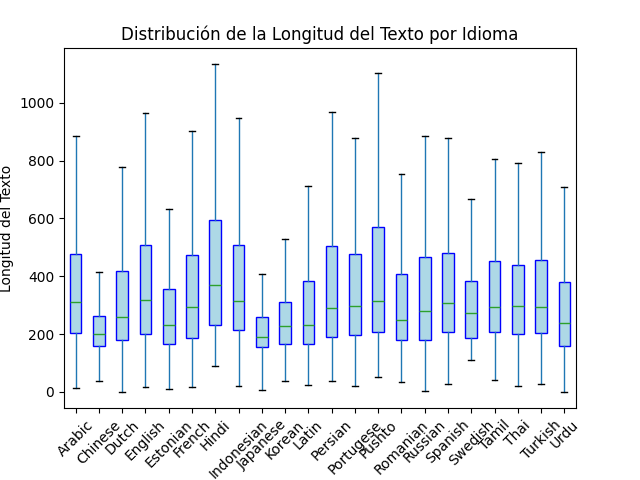 Distribución de la Longitud del Texto por Idioma
Longitud del Texto
1000
800
600
400
200
0
Arabic
Chinese
Dutch
English
Estonian
French
Hindi
Indonesian
Japanese
Korean
Latin
Persian
Portugese
Pushto
Romanian
Russian
Spanish
Swedish
Tamil
Thai
Turkish
Urdu